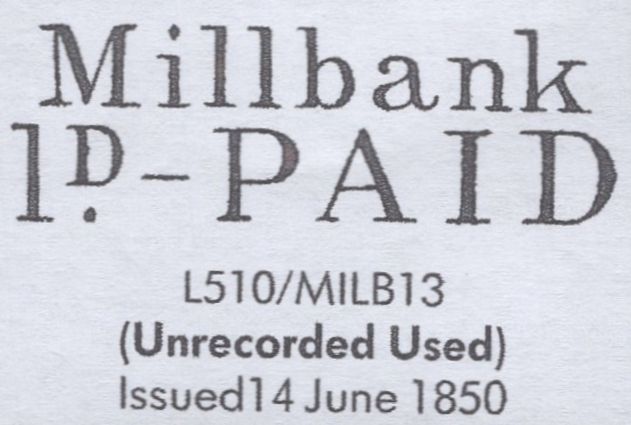 Millbank
1D.-PAID
L510/MILB13
(Unrecorded Used)
Issued14 June 1850